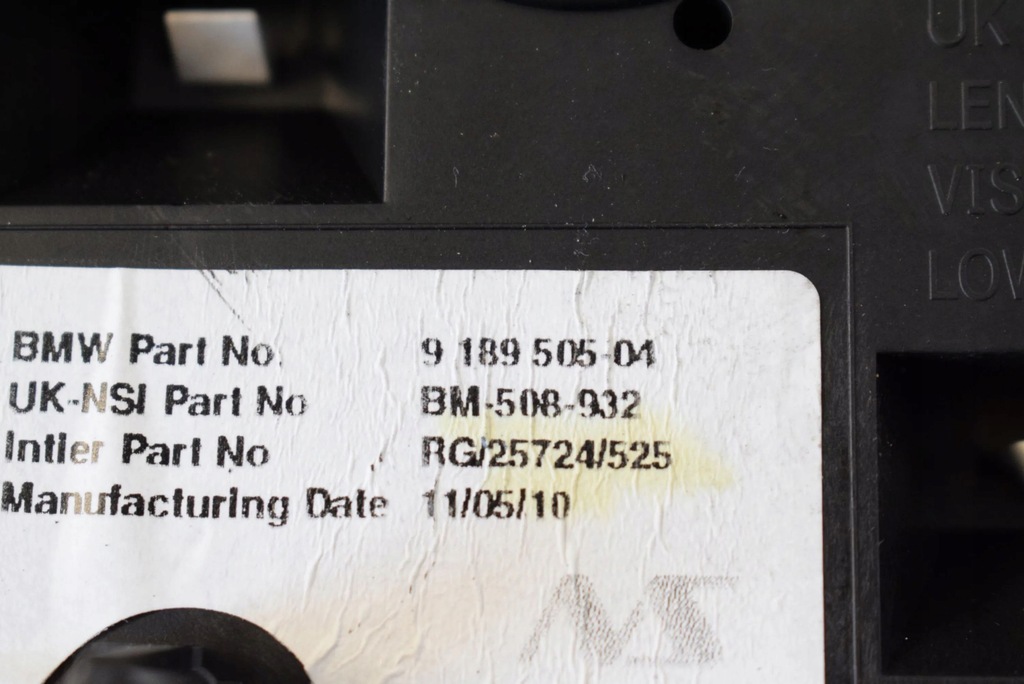 UK
LEN
VIS
LOW
BMW Part No. 9 189 505-04
UK-NSI Part No BM-508-932
Intier Part No RG/25724/525
Manufacturing Date 11/05/10
NS